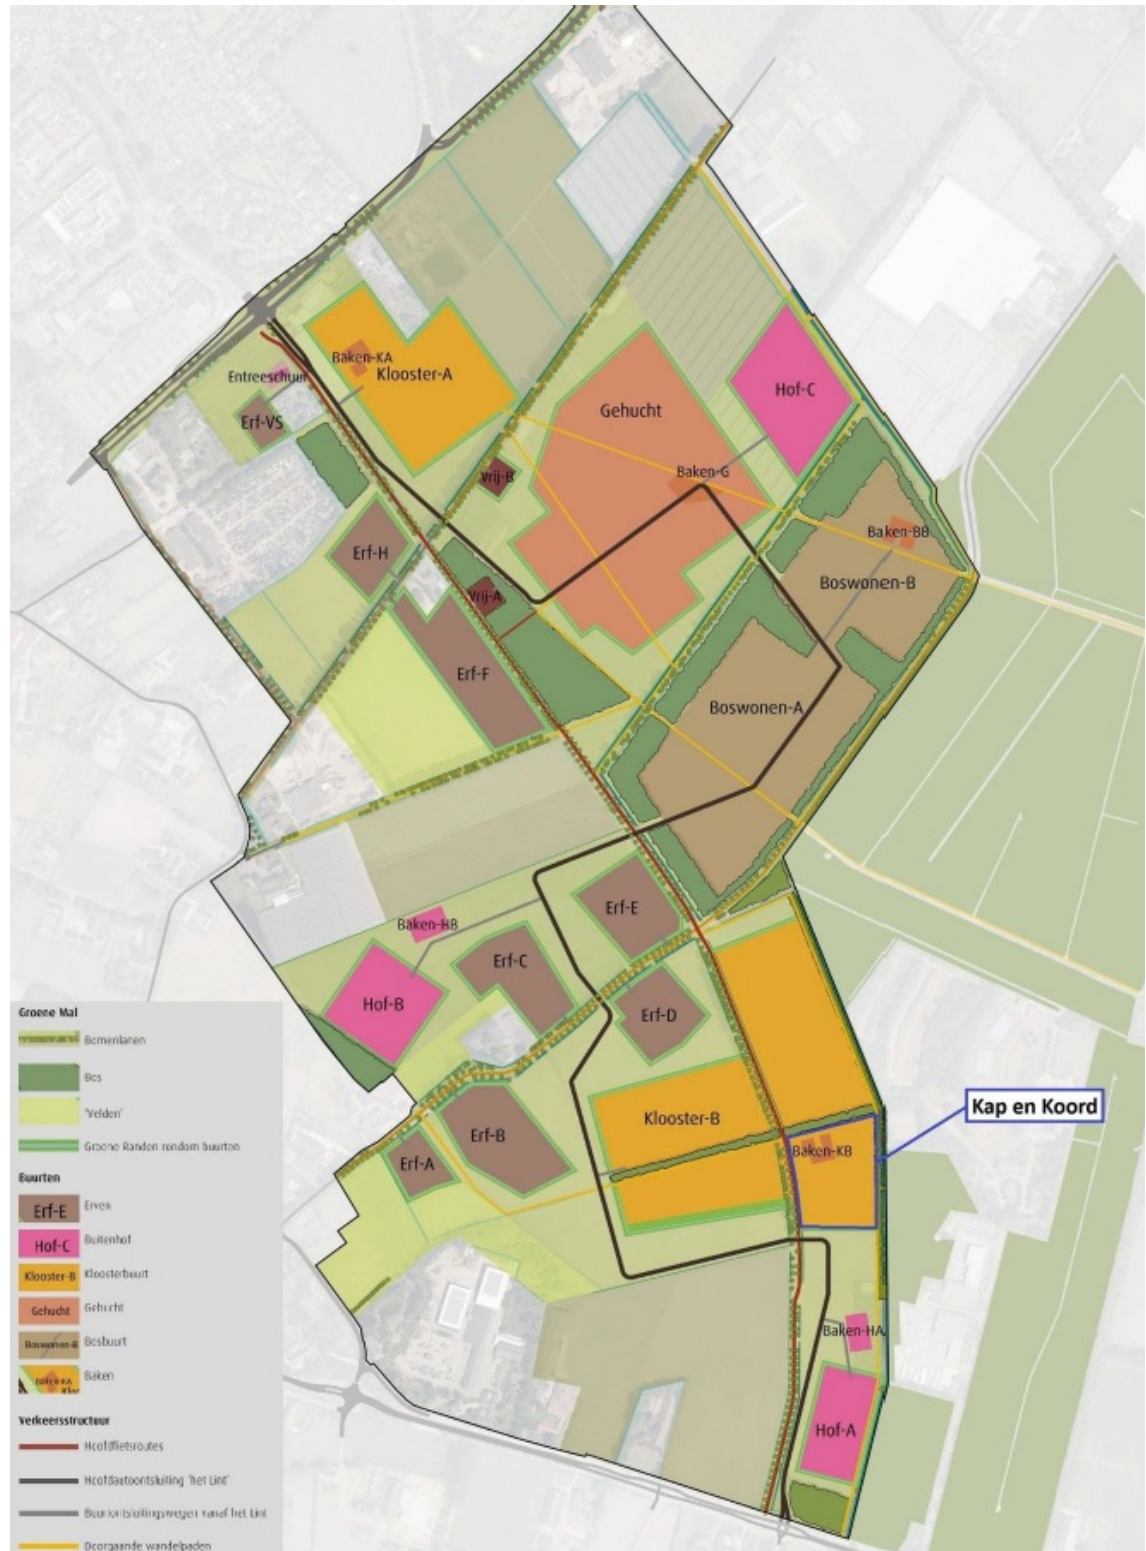 Baken-KA
Klooster-A
Entreeschuur
Erf-VS
Hof-C
Gehucht
Vrij-B
Baken-G
Erf-H
Baken-BB
Boswonen-B
Vrij-A
Erf-F
Boswonen-A
Erf-E
Baken-HB
Erf-C
Hof-B
Erf-D
Klooster-B
Kap en Koord
Erf-B
Baken-KB
Erf-A
Baken-HA
Hof-A
Groene Mal
Bomenlanen
Bos
'Velden'
Groene Randen rondom buurten
Buurten
Erf-E Erven
Hof-C Buitenhof
Klooster-B Kloosterbuurt
Gehucht Gehucht
Boswonen-B Bosbuurt
Baken-KA Baken
Verkeersstructuur
Hoofdfietsroutes
Hoofdautoontsluiting 'het Lint'
Buurtontsluitingswegen vanaf het Lint
Doorgaande wandelpaden